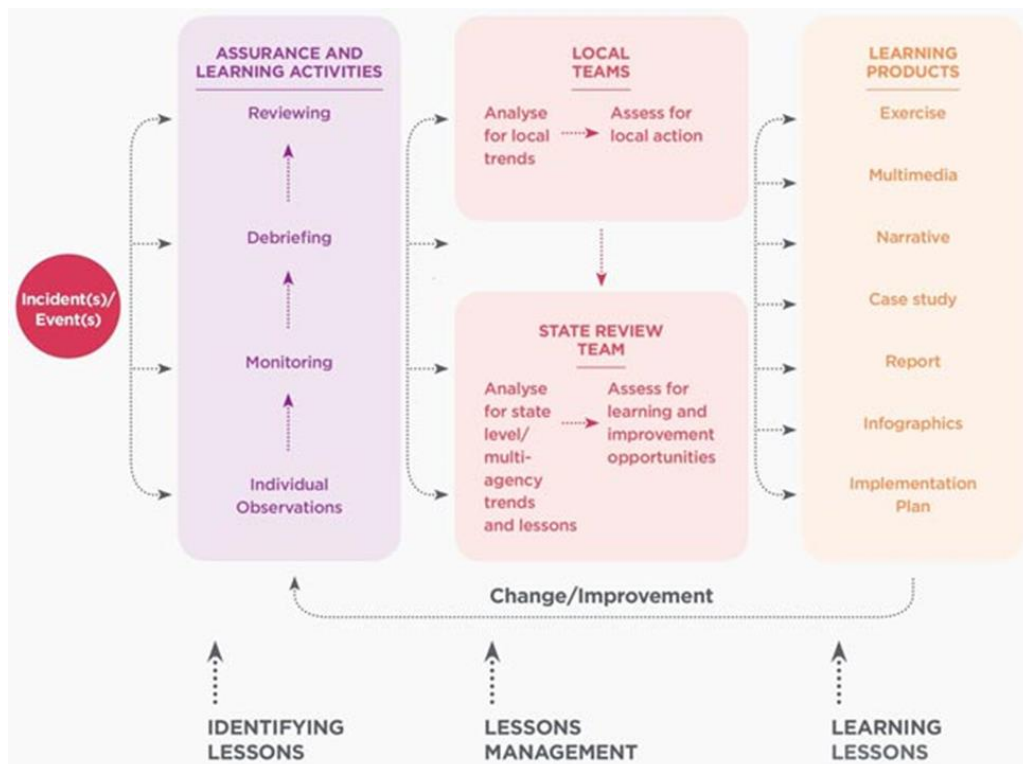 Incident(s)/
Event(s)
ASSURANCE AND
LEARNING ACTIVITIES
Reviewing
Debriefing
Monitoring
Individual
Observations
LOCAL
TEAMS
Analyse
for local
trends
Assess for
local action
STATE REVIEW
TEAM
Analyse
for state
level/
multi-
agency
trends
and lessons
Assess for
learning and
improvement
opportunities
LEARNING
PRODUCTS
Exercise
Multimedia
Narrative
Case study
Report
Infographics
Implementation
Plan
Change/Improvement
IDENTIFYING
LESSONS
LESSONS
MANAGEMENT
LEARNING
LESSONS